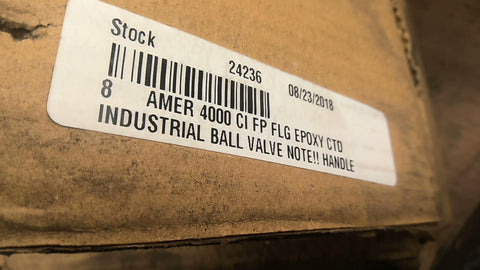 Stock
24236 08/23/2018
8 AMER 4000 CI FP FLG EPOXY CTD
INDUSTRIAL BALL VALVE NOTE!! HANDLE